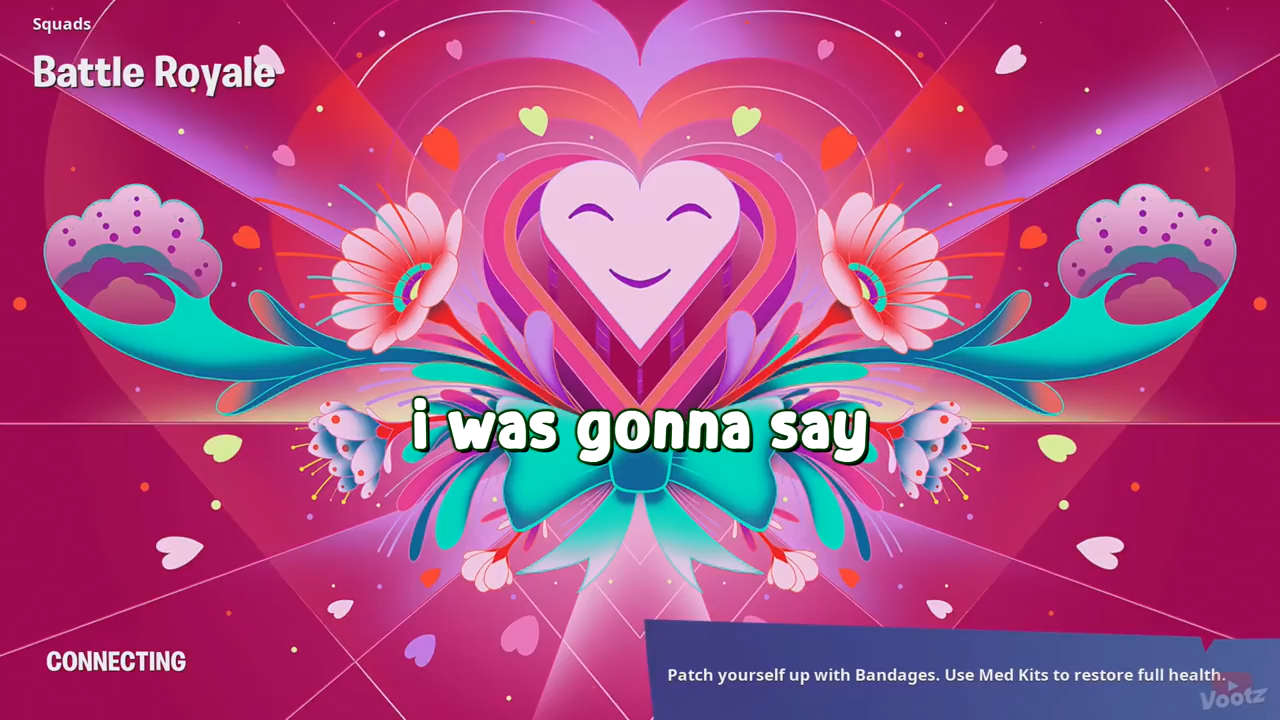 Squads
Battle Royale
i was gonna say
CONNECTING
Patch yourself up with Bandages. Use Med Kits to restore full health.
Vootz